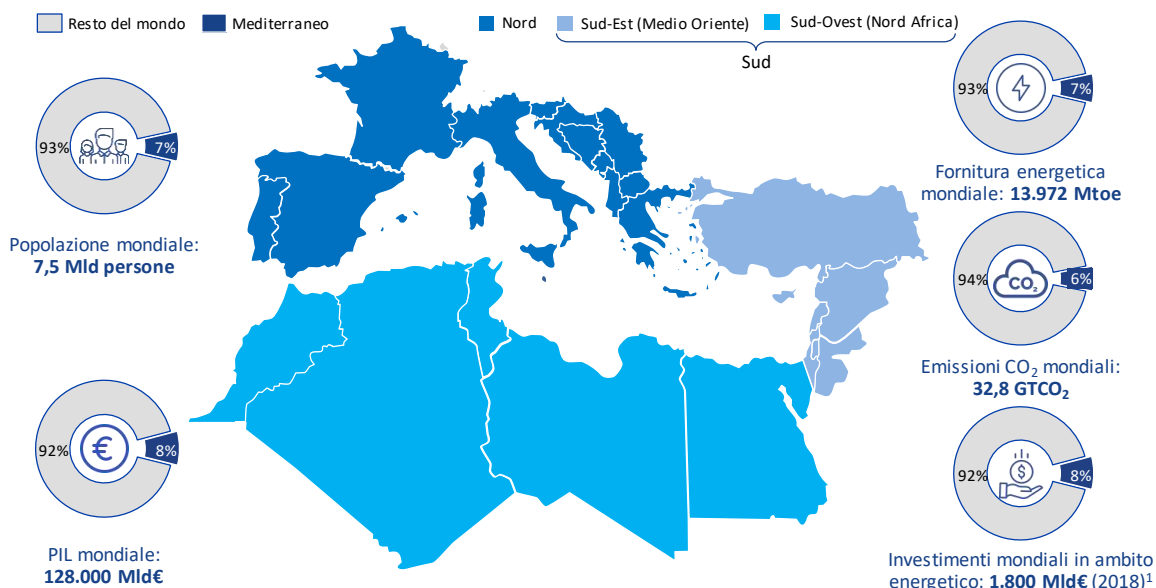 Resto del mondo
Mediterraneo
Nord
Sud-Est (Medio Oriente)
Sud-Ovest (Nord Africa)
Sud
93%
7%
Popolazione mondiale:
7,5 Mld persone
92%
8%
€
PIL mondiale:
128.000 Mld€
93%
7%
Fornitura energetica
mondiale: 13.972 Mtoe
94%
6%
CO₂
Emissioni CO₂ mondiali:
32,8 GTCO₂
92%
8%
$
Investimenti mondiali in ambito
energetico: 1.800 Mld€ (2018)¹